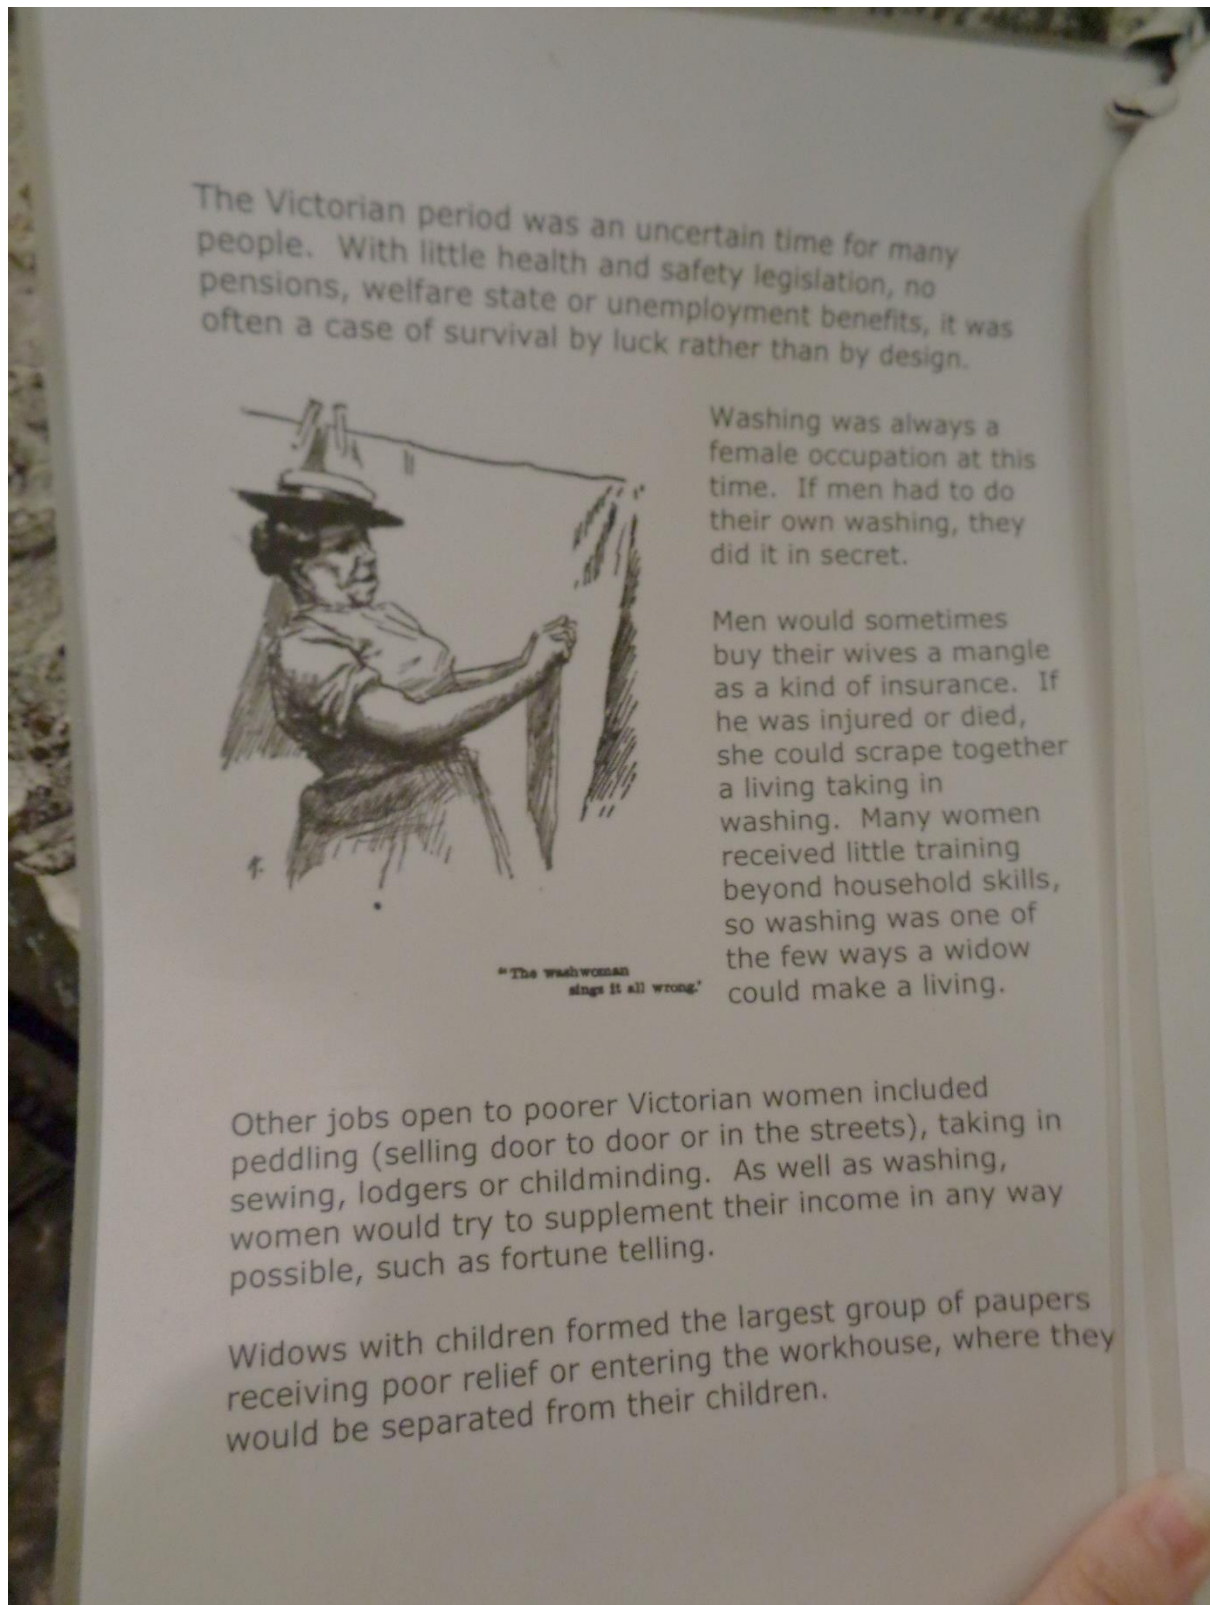 The Victorian period was an uncertain time for many
people.  With little health and safety legislation, no
pensions, welfare state or unemployment benefits, it was
often a case of survival by luck rather than by design.
Washing was always a
female occupation at this
time.  If men had to do
their own washing, they
did it in secret.
Men would sometimes
buy their wives a mangle
as a kind of insurance.  If
he was injured or died,
she could scrape together
a living taking in
washing.  Many women
received little training
beyond household skills,
so washing was one of
the few ways a widow
could make a living.
"The washwoman
sings it all wrong."
Other jobs open to poorer Victorian women included
peddling (selling door to door or in the streets), taking in
sewing, lodgers or childminding.  As well as washing,
women would try to supplement their income in any way
possible, such as fortune telling.
Widows with children formed the largest group of paupers
receiving poor relief or entering the workhouse, where they
would be separated from their children.